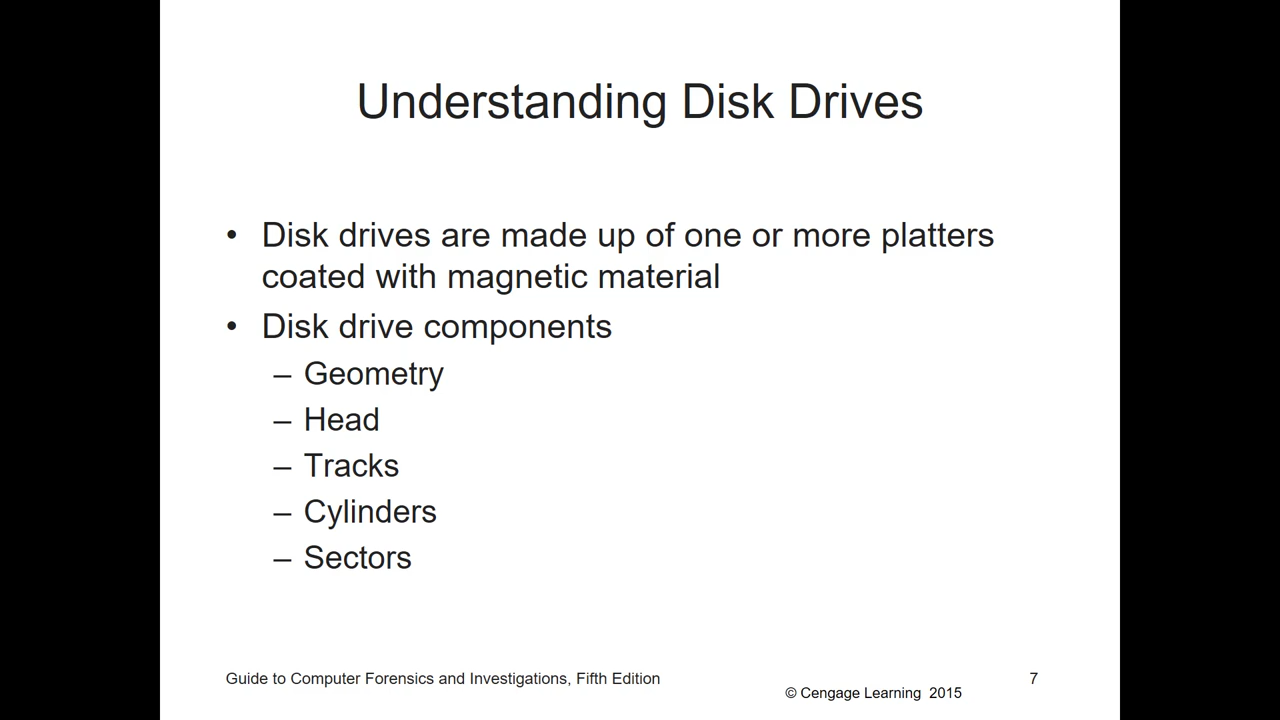 Understanding Disk Drives
• Disk drives are made up of one or more platters
coated with magnetic material
• Disk drive components
– Geometry
– Head
– Tracks
– Cylinders
– Sectors
Guide to Computer Forensics and Investigations, Fifth Edition
© Cengage Learning 2015
7